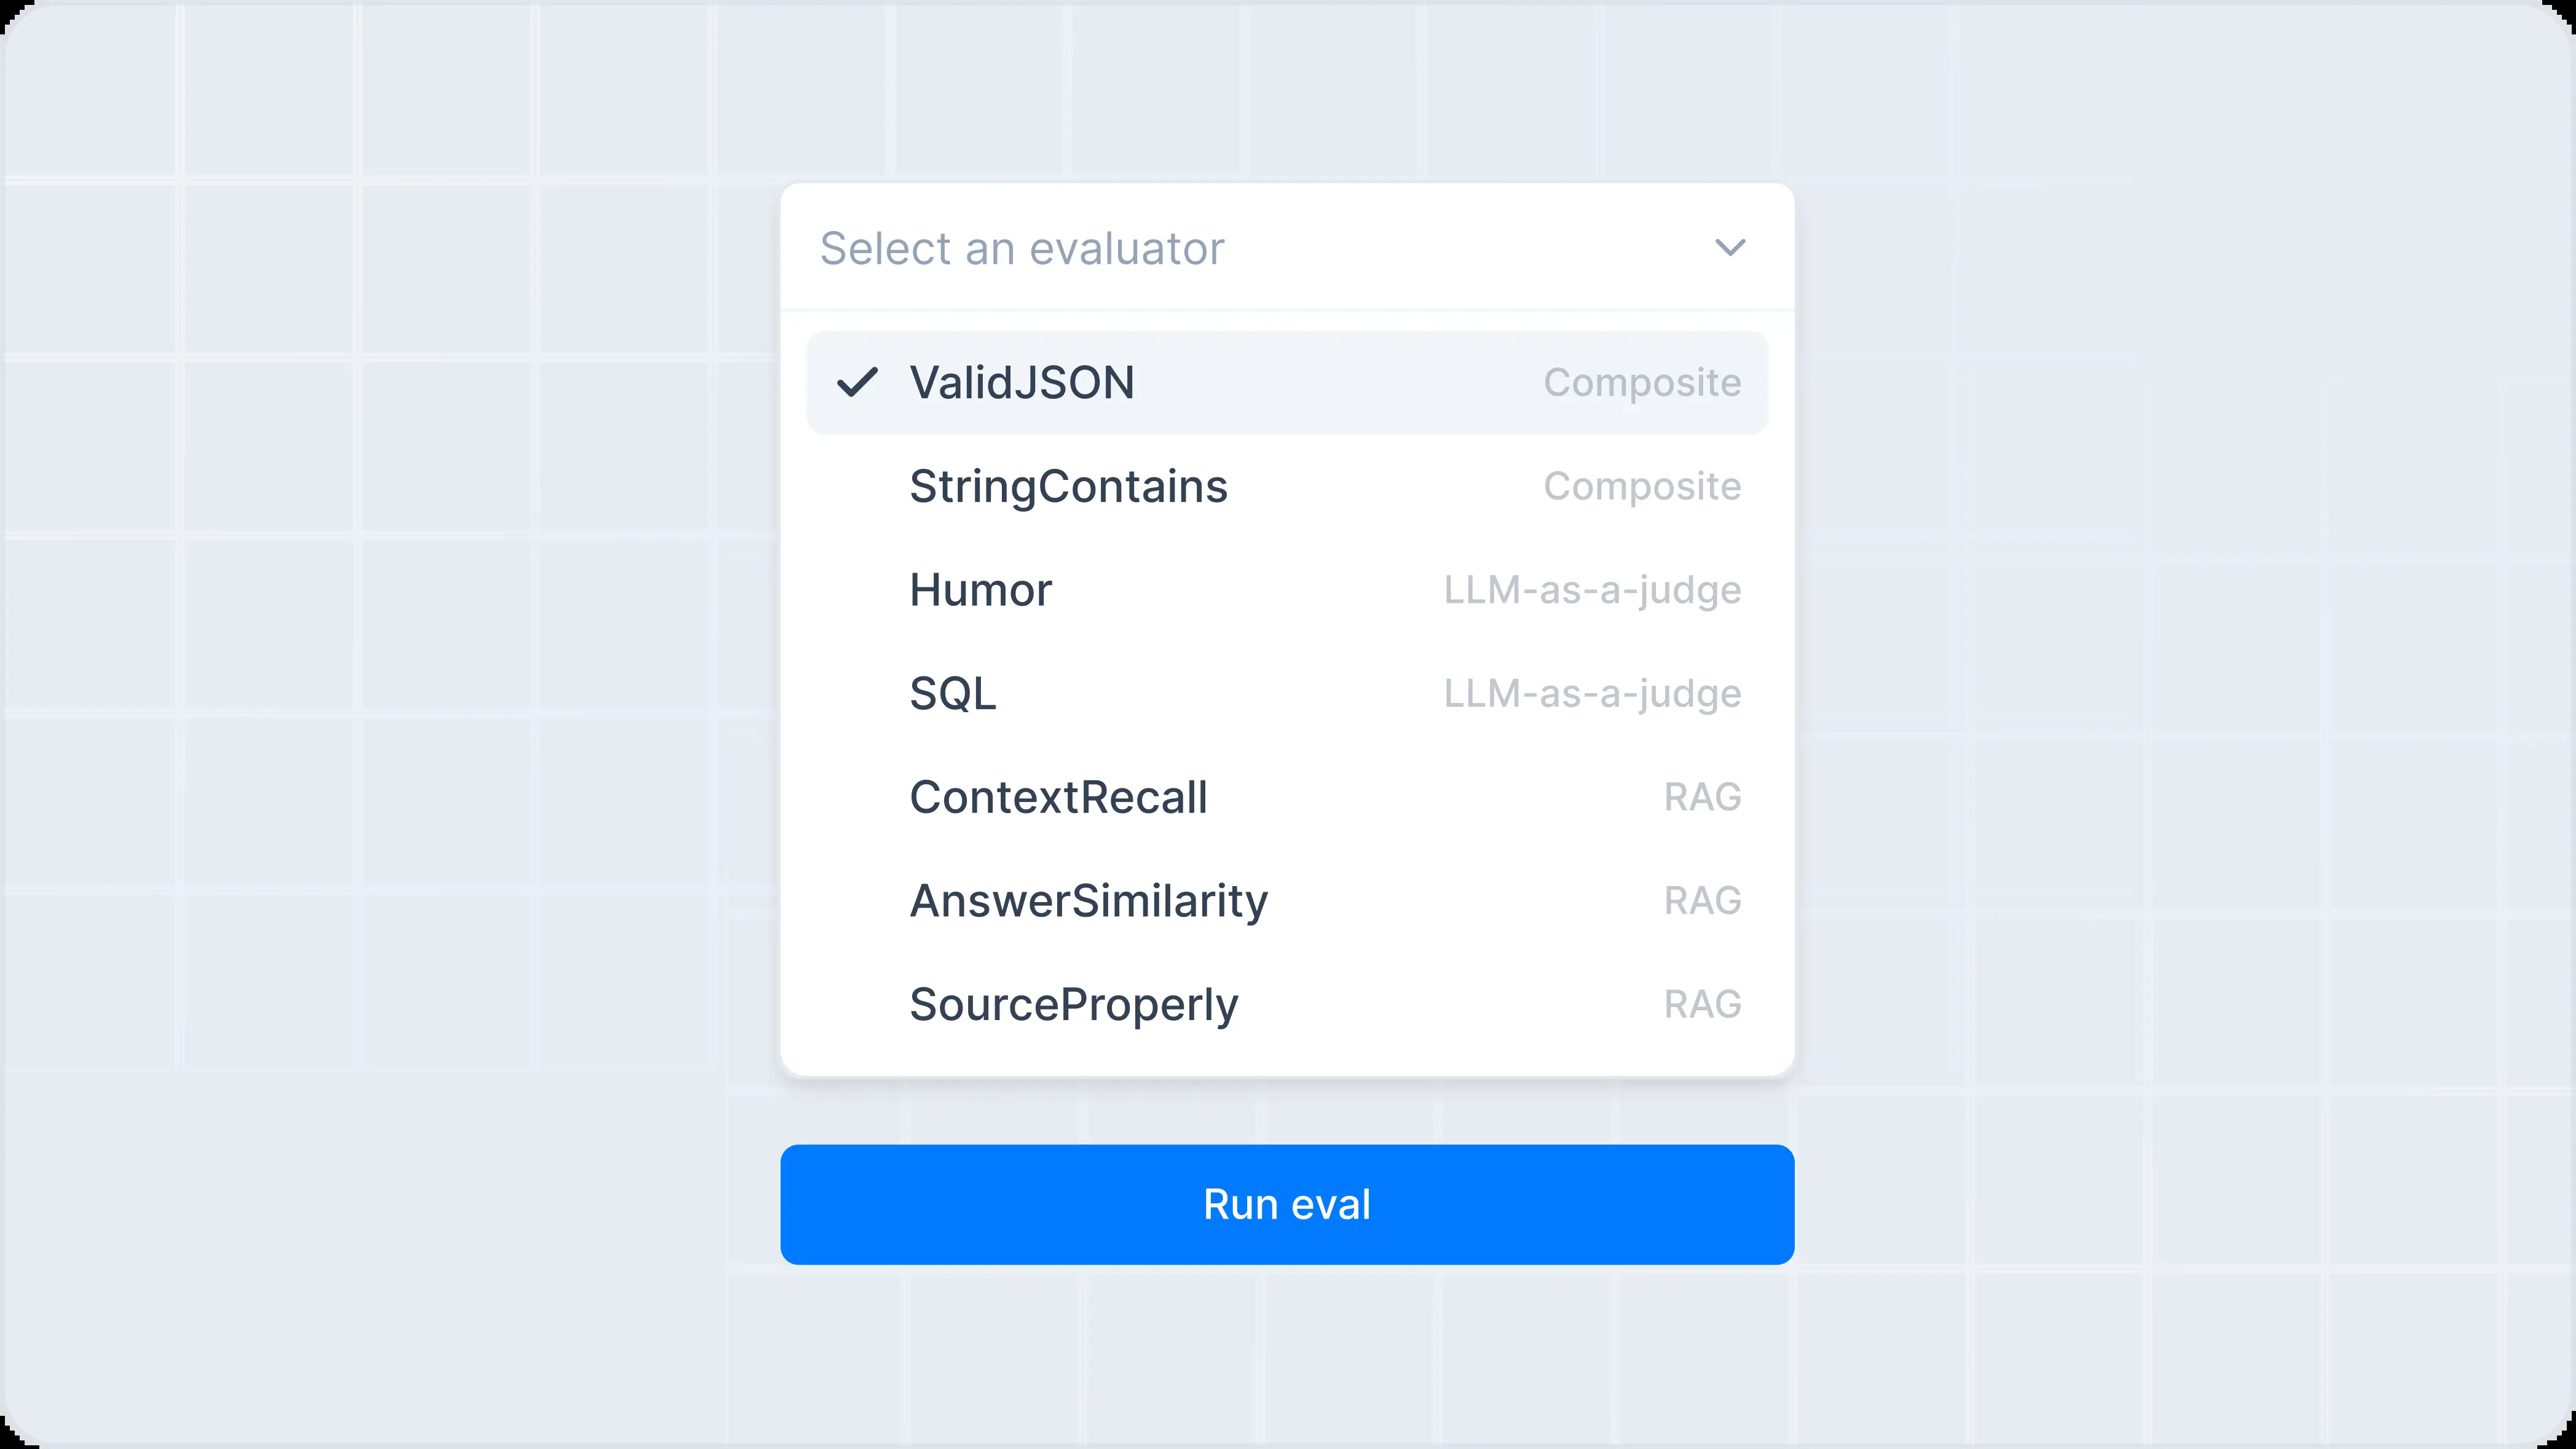 Select an evaluator
ValidJSON Composite
StringContains Composite
Humor LLM-as-a-judge
SQL LLM-as-a-judge
ContextRecall RAG
AnswerSimilarity RAG
SourceProperly RAG
Run eval